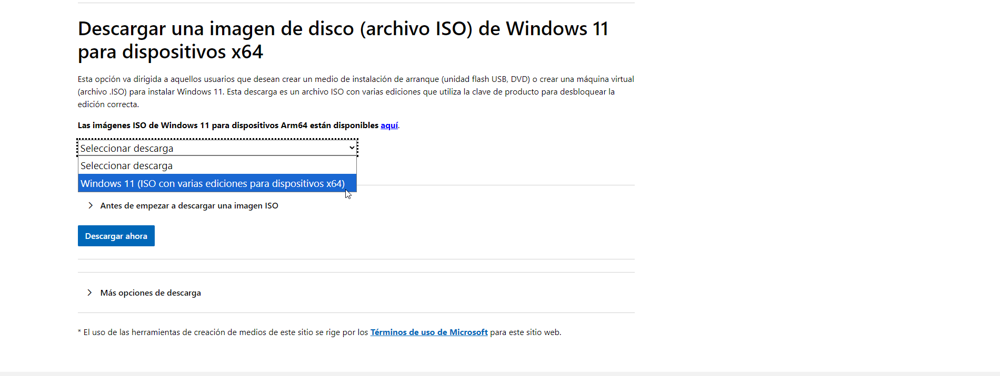 Descargar una imagen de disco (archivo ISO) de Windows 11
para dispositivos x64
Esta opción va dirigida a aquellos usuarios que desean crear un medio de instalación de arranque (unidad flash USB, DVD) o crear una máquina virtual
(archivo .ISO) para instalar Windows 11. Esta descarga es un archivo ISO con varias ediciones que utiliza la clave de producto para desbloquear la
edición correcta.
Las imágenes ISO de Windows 11 para dispositivos Arm64 están disponibles aquí.
Seleccionar descarga
Seleccionar descarga
Windows 11 (ISO con varias ediciones para dispositivos x64)
Antes de empezar a descargar una imagen ISO
Descargar ahora
Más opciones de descarga
* El uso de las herramientas de creación de medios de este sitio se rige por los Términos de uso de Microsoft para este sitio web.